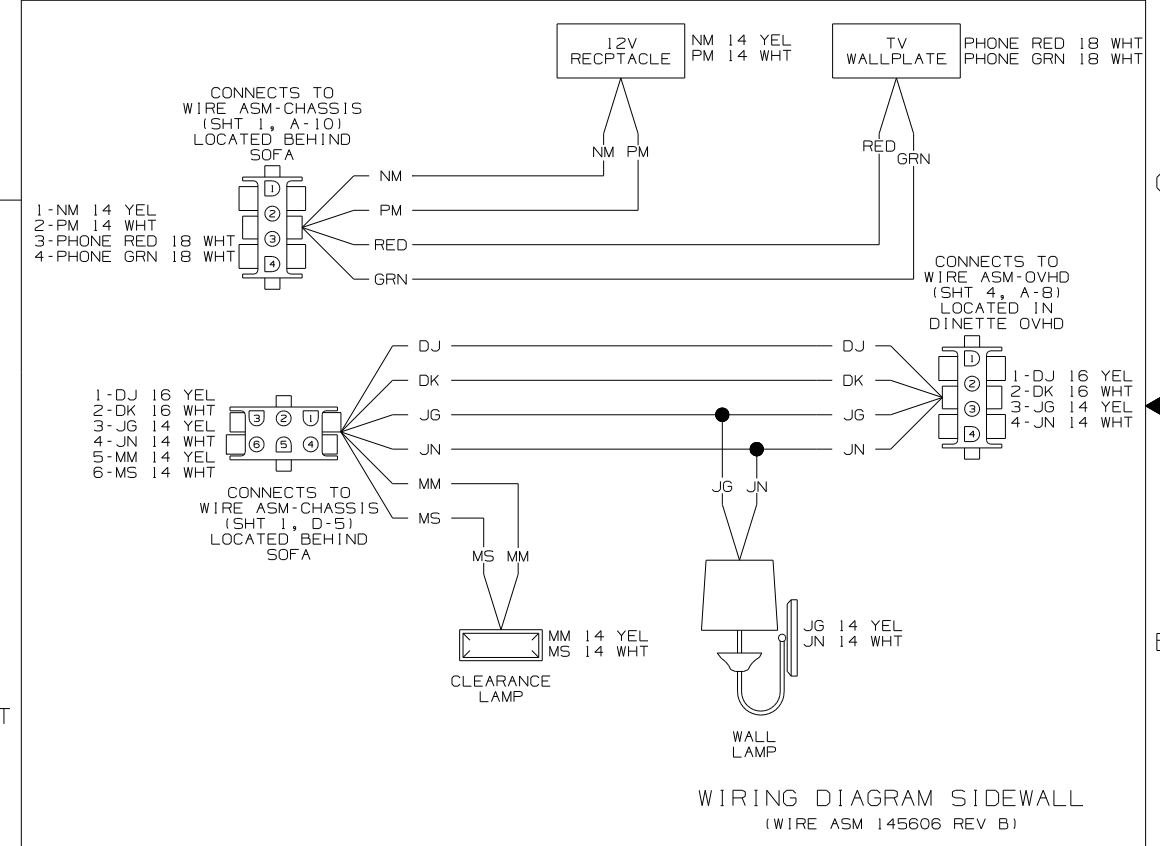 12V
RECPTACLE
NM 14 YEL
PM 14 WHT
TV
WALLPLATE
PHONE RED 18 WHT
PHONE GRN 18 WHT
CONNECTS TO
WIRE ASM-CHASSIS
(SHT 1, A-10)
LOCATED BEHIND
SOFA
1-NM 14 YEL
2-PM 14 WHT
3-PHONE RED 18 WHT
4-PHONE GRN 18 WHT
1
2
3
4
NM
PM
RED
GRN
NM PM
RED
GRN
CONNECTS TO
WIRE ASM-OVHD
(SHT 4, A-8)
LOCATED IN
DINETTE OVHD
1
2
3
4
1-DJ 16 YEL
2-DK 16 WHT
3-JG 14 YEL
4-JN 14 WHT
DJ DJ
DK DK
JG JG
JN JN
MM
MS
1-DJ 16 YEL
2-DK 16 WHT
3-JG 14 YEL
4-JN 14 WHT
5-MM 14 YEL
6-MS 14 WHT
3 2 1
6 5 4
CONNECTS TO
WIRE ASM-CHASSIS
(SHT 1, D-5)
LOCATED BEHIND
SOFA
MS MM
MM 14 YEL
MS 14 WHT
CLEARANCE
LAMP
JG JN
JG 14 YEL
JN 14 WHT
WALL
LAMP
T
WIRING DIAGRAM SIDEWALL
(WIRE ASM 145606 REV B)